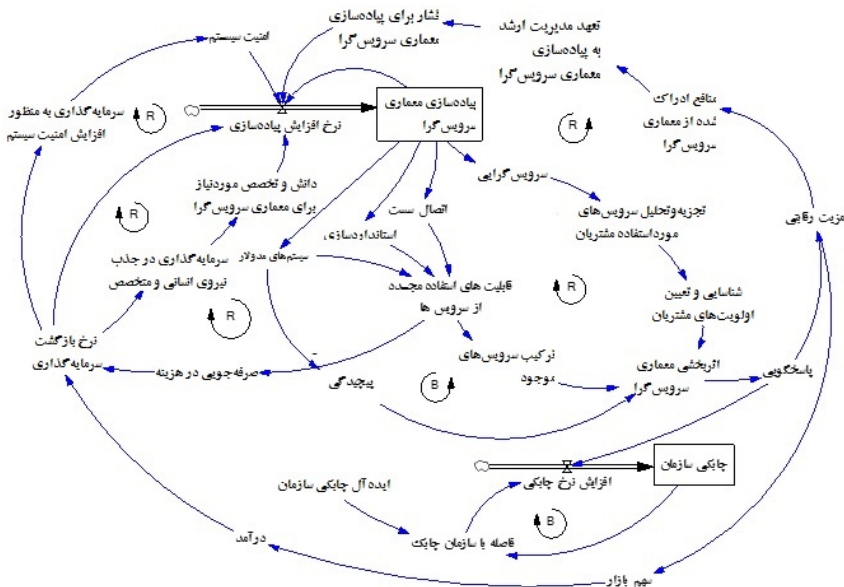 فشار برای پیاده‌سازی
معماری سرویس‌گرا
تعهد مدیریت ارشد
به پیاده‌سازی
معماری سرویس‌گرا
امنیت سیستم
منافع ادراک
شده از معماری
سرویس‌گرا
سرمایه‌گذاری به منظور
افزایش امنیت سیستم
R
نرخ افزایش پیاده‌سازی
پیاده‌سازی معماری
سرویس‌گرا
R
سرویس‌گرایی
دانش و تخصص موردنیاز
برای معماری سرویس‌گرا
اتصال سست
تجزیه‌وتحلیل سرویس‌های
مورداستفاده مشتریان
مزیت رقابتی
R
استانداردسازی
سرمایه‌گذاری در جذب
نیروی انسانی و متخصص
سیستم‌های مدولار
قابلیت های استفاده مجدد
از سرویس ها
R
شناسایی و تعیین
اولویت‌های مشتریان
R
نرخ بازگشت
سرمایه‌گذاری
صرفه‌جویی در هزینه
-
پیچیدگی
ترکیب سرویس‌های
موجود
B
اثربخشی معماری
سرویس‌گرا
پاسخگویی
چابکی سازمان
افزایش نرخ چابکی
ایده‌آل چابکی سازمان
B
فاصله با سازمان چابک
درآمد
سهم بازار